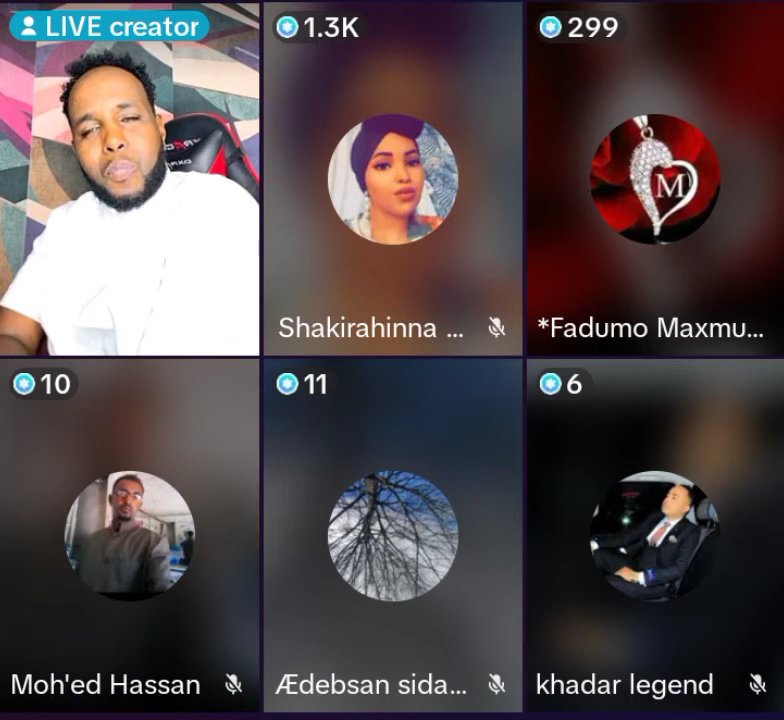 LIVE creator
1.3K
299
M
Shakirahinna ...
*Fadumo Maxmu...
10
11
6
Moh'ed Hassan
Ædebsan sida...
khadar legend